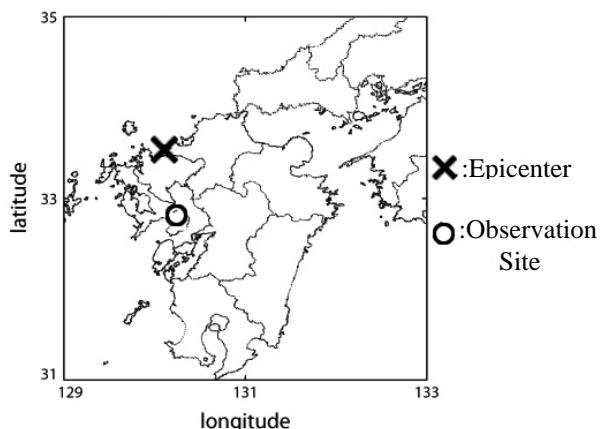 35
33
31
latitude
129
131
133
longitude
:Epicenter
:Observation
Site